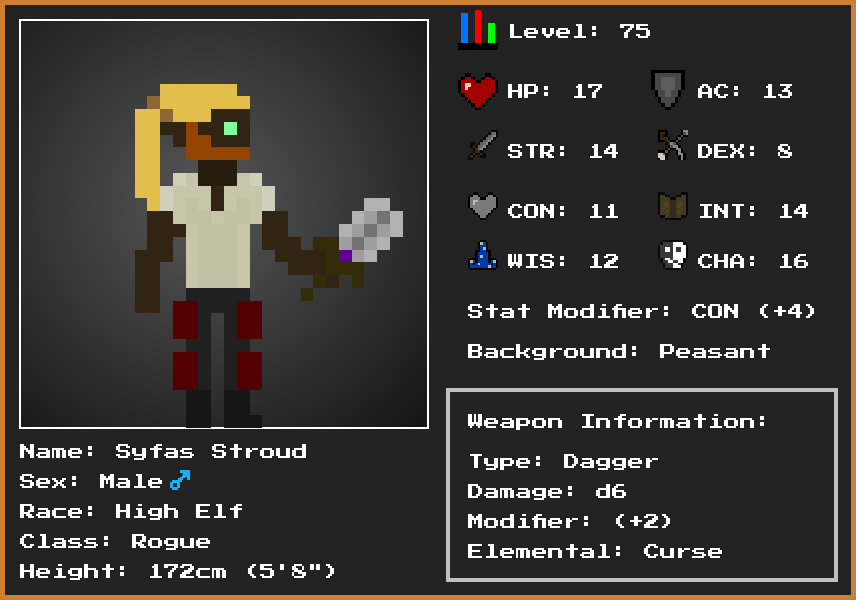 Level: 75
HP: 17
AC: 13
STR: 14
DEX: 8
CON: 11
INT: 14
WIS: 12
CHA: 16
Stat Modifier: CON (+4)
Background: Peasant
Weapon Information:
Type: Dagger
Damage: d6
Modifier: (+2)
Elemental: Curse
Name: Syfas Stroud
Sex: Male♂
Race: High Elf
Class: Rogue
Height: 172cm (5'8")